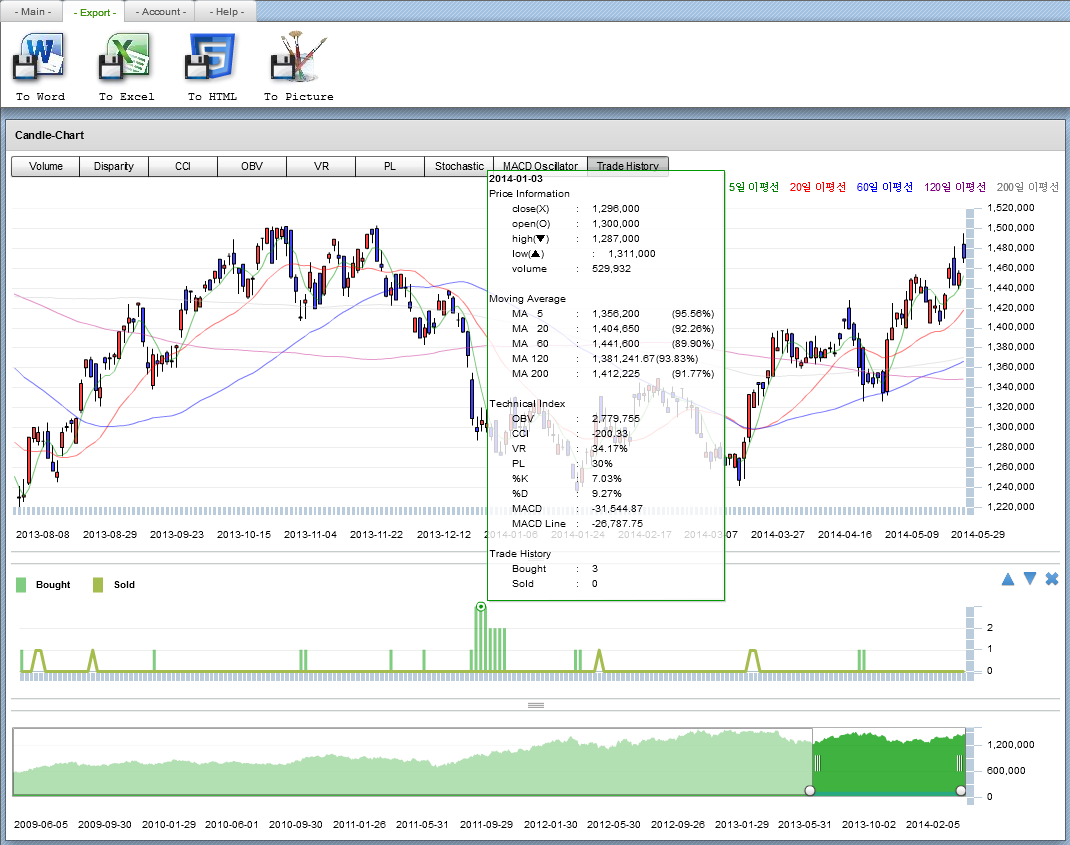 - Main -
- Export -
- Account -
- Help -
To Word
To Excel
To HTML
To Picture
Candle-Chart
Volume
Disparity
CCI
OBV
VR
PL
Stochastic
MACD Oscillator
Trade History
5일 이평선
20일 이평선
60일 이평선
120일 이평선
200일 이평선
2014-01-03
Price Information
close(X) : 1,296,000
open(O) : 1,300,000
high(▼) : 1,287,000
low(▲) : 1,311,000
volume : 529,932
Moving Average
MA 5 : 1,356,200 (95.56%)
MA 20 : 1,404,650 (92.26%)
MA 60 : 1,441,600 (89.90%)
MA 120 : 1,381,241.67(93.83%)
MA 200 : 1,412,225 (91.77%)
Technical Index
OBV : 2,779,755
CCI : -200.33
VR : 34.17%
PL : 30%
%K : 7.03%
%D : 9.27%
MACD : -31,544.87
MACD Line : -26,787.75
Trade History
Bought : 3
Sold : 0
1,520,000
1,500,000
1,480,000
1,460,000
1,440,000
1,420,000
1,400,000
1,380,000
1,360,000
1,340,000
1,320,000
1,300,000
1,280,000
1,260,000
1,240,000
1,220,000
2013-08-08
2013-08-29
2013-09-23
2013-10-15
2013-11-04
2013-11-22
2013-12-12
2014-01-06
2014-01-24
2014-02-17
2014-03-07
2014-03-27
2014-04-16
2014-05-09
2014-05-29
Bought
Sold
2
1
0
1,200,000
600,000
0
2009-06-05
2009-09-30
2010-01-29
2010-06-01
2010-09-30
2011-01-26
2011-05-31
2011-09-29
2012-01-30
2012-05-30
2012-09-26
2013-01-29
2013-05-31
2013-10-02
2014-02-05